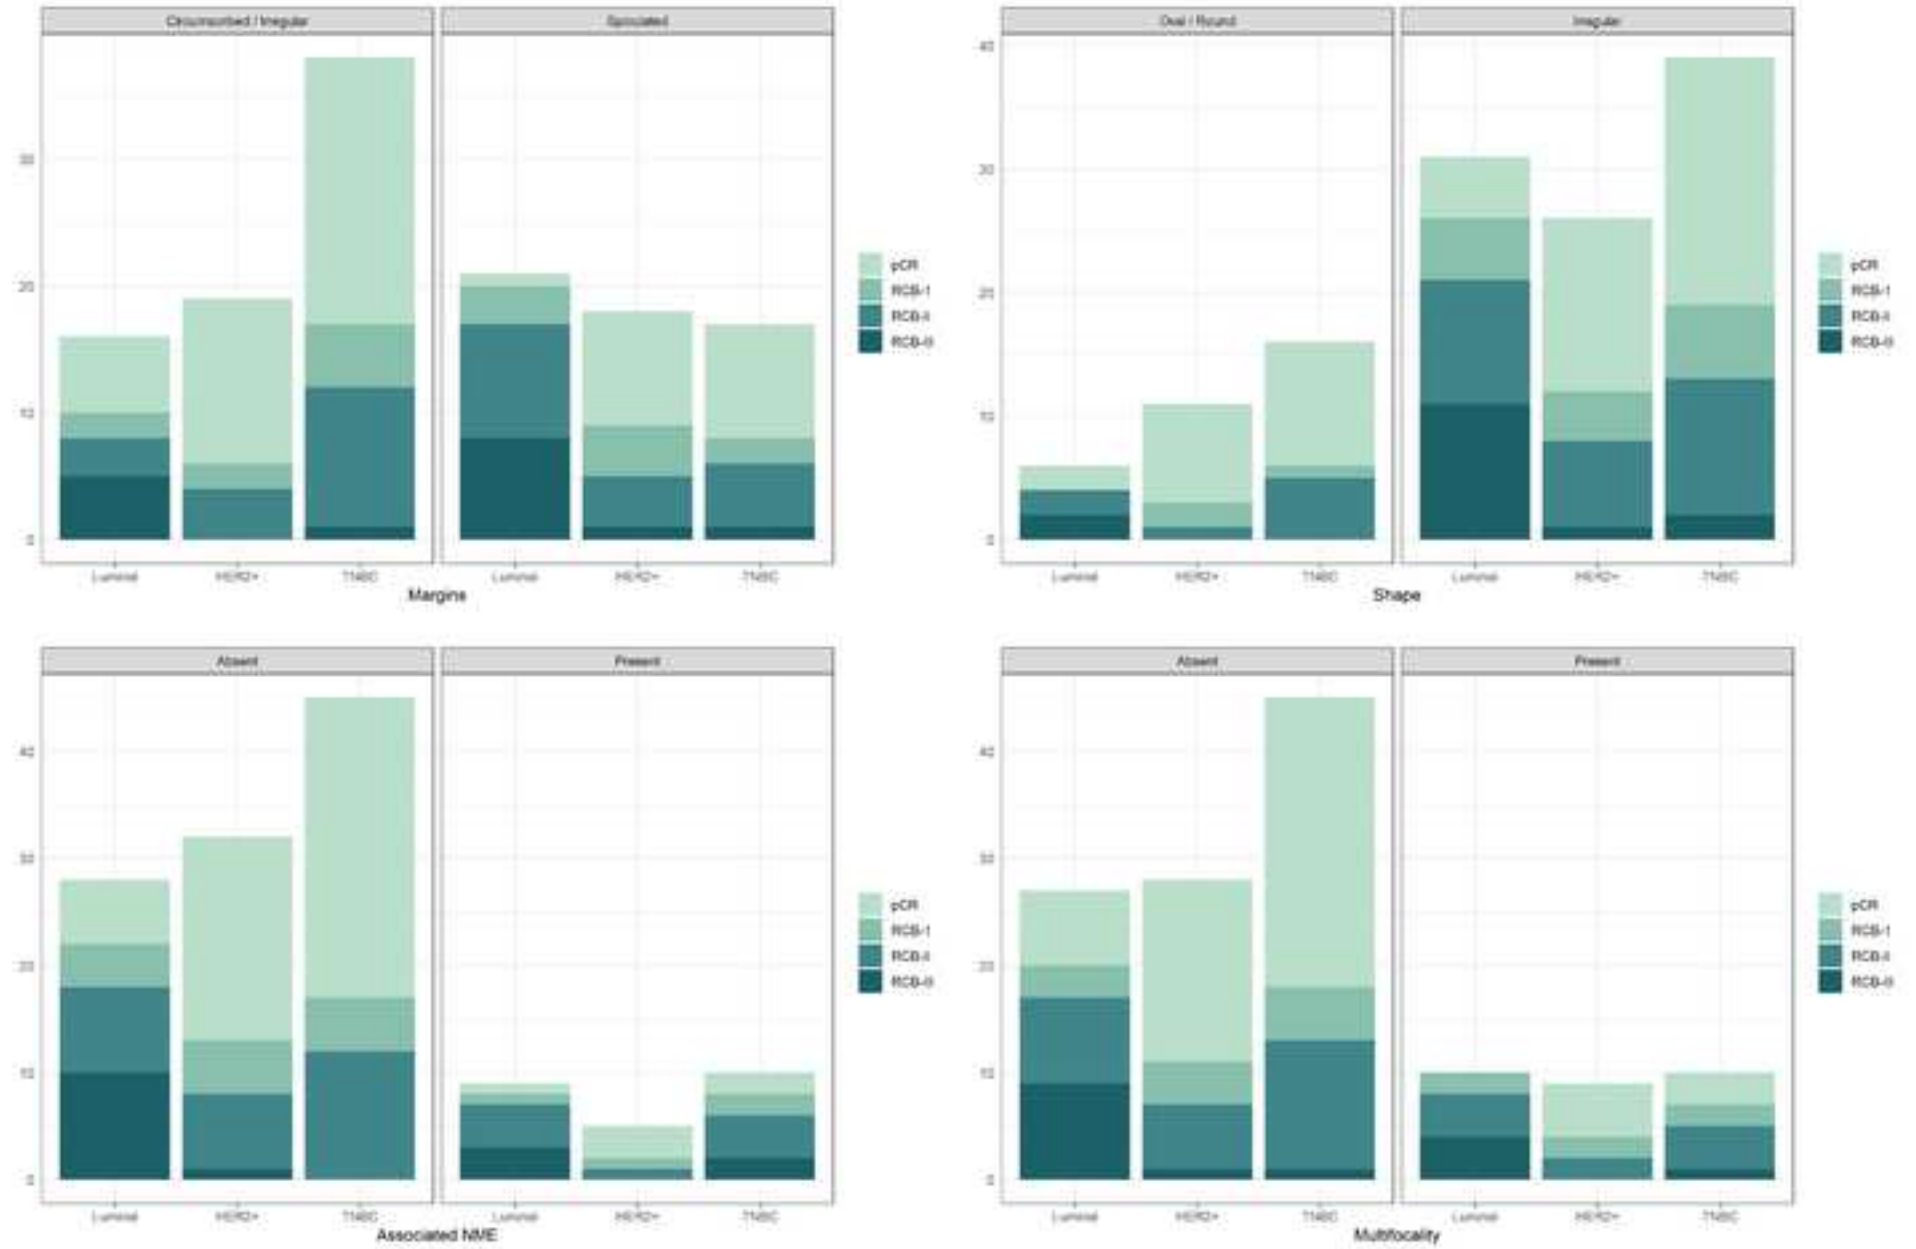 Circumscribed / Irregular Spiculated
30
20
10
0
Luminal HER2+ TNBC Luminal HER2+ TNBC
Margins
pCR
RCB-I
RCB-II
RCB-III
Oval / Round Irregular
40
30
20
10
0
Luminal HER2+ TNBC Luminal HER2+ TNBC
Shape
pCR
RCB-I
RCB-II
RCB-III
Absent Present
40
30
20
10
0
Luminal HER2+ TNBC Luminal HER2+ TNBC
Associated NME
pCR
RCB-I
RCB-II
RCB-III
Absent Present
40
30
20
10
0
Luminal HER2+ TNBC Luminal HER2+ TNBC
Multifocality
pCR
RCB-I
RCB-II
RCB-III